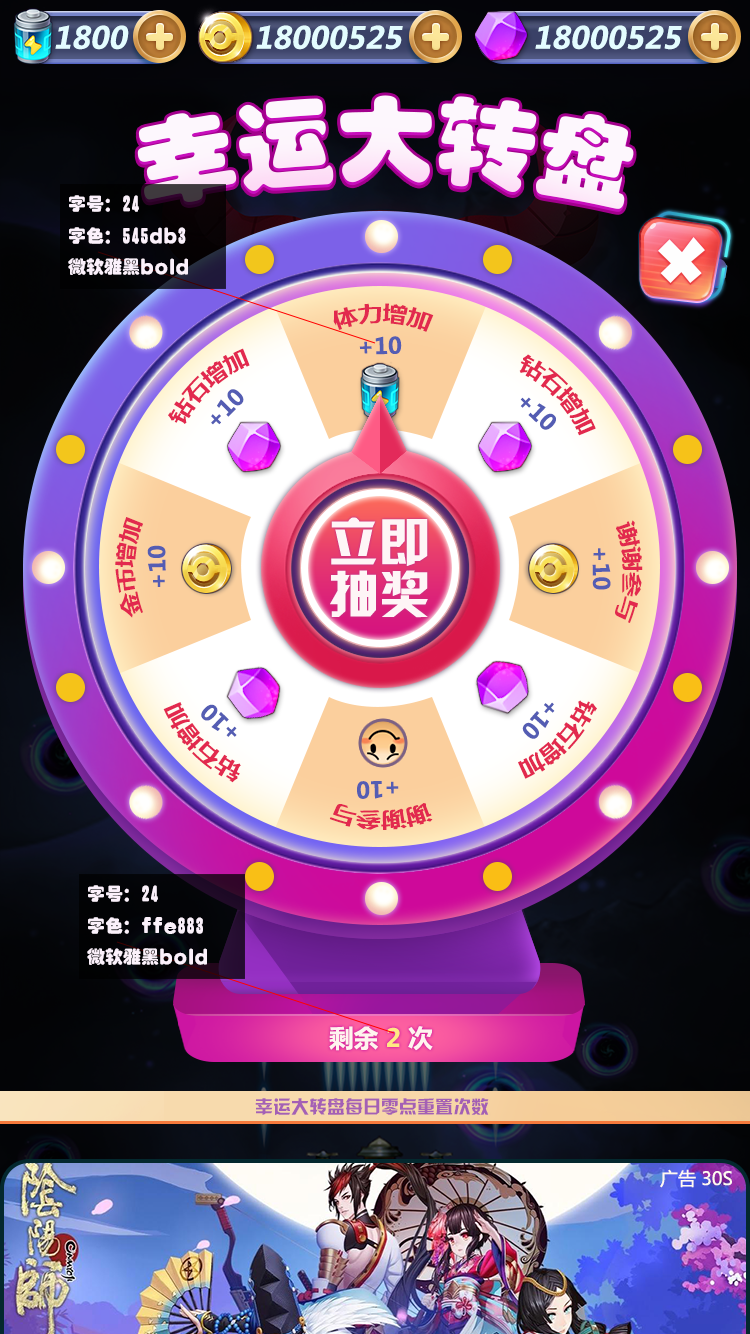 1800
18000525
18000525
幸运大转盘
字号：24
字色：545db3
微软雅黑bold
体力增加
+10
钻石增加
+10
钻石增加
+10
金币增加
+10
谢谢参与
+10
立即
抽奖
钻石增加
+10
钻石增加
+10
+10
谢谢参与
字号：24
字色：ffe883
微软雅黑bold
剩余 2 次
幸运大转盘每日零点重置次数
广告 30S
陰陽師